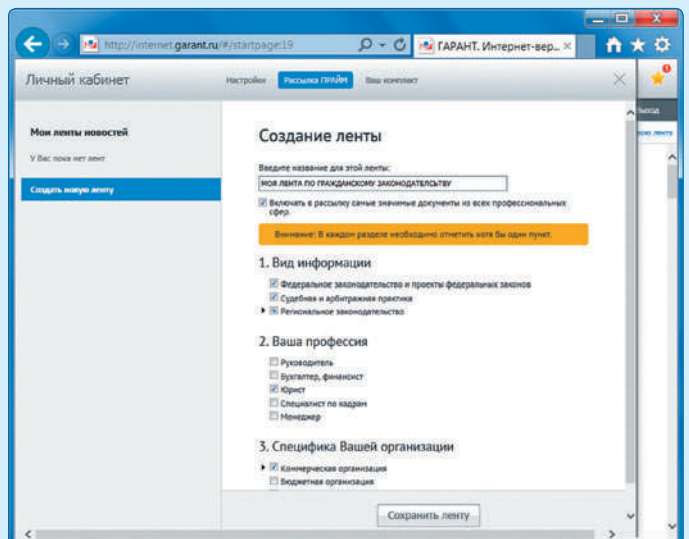 http://internet.garant.ru/#/startpage:19
ГАРАНТ. Интернет-вер...
Личный кабинет
Настройки
Рассылка ПРАЙМ
Ваш комплект
Выход
Мои ленты новостей
У Вас пока нет лент
Создать новую ленту
Создание ленты
Введите название для этой ленты:
МОЯ ЛЕНТА ПО ГРАЖДАНСКОМУ ЗАКОНОДАТЕЛЬСТВУ
Включать в рассылку самые значимые документы из всех профессиональных
сфер.
Внимание! В каждом разделе необходимо отметить хотя бы один пункт.
1. Вид информации
Федеральное законодательство и проекты федеральных законов
Судебная и арбитражная практика
Региональное законодательство
2. Ваша профессия
Руководитель
Бухгалтер, финансист
Юрист
Специалист по кадрам
Менеджер
3. Специфика Вашей организации
Коммерческая организация
Бюджетная организация
Сохранить ленту